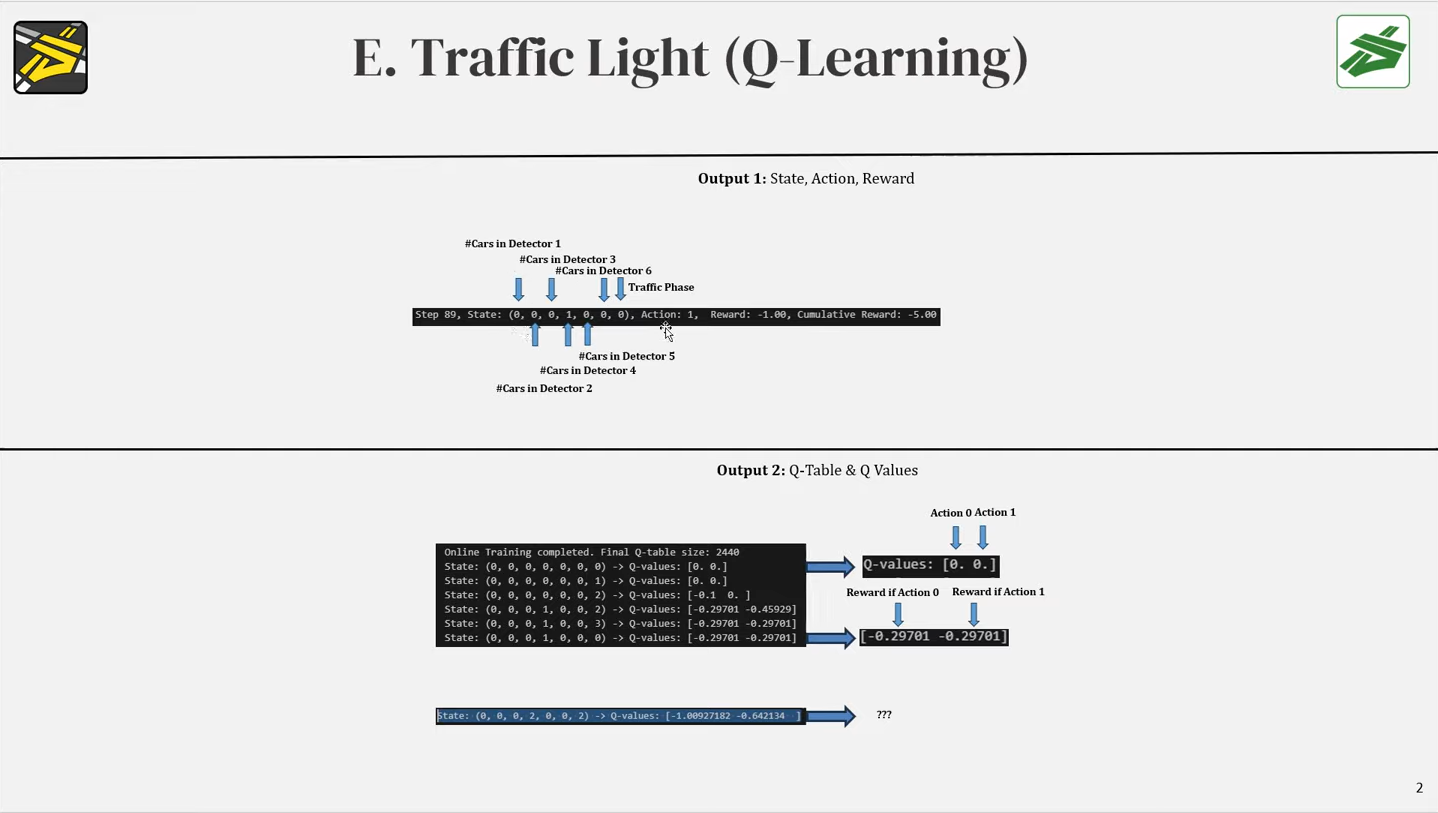 E. Traffic Light (Q-Learning)
Output 1: State, Action, Reward
#Cars in Detector 1
#Cars in Detector 3
#Cars in Detector 6
Traffic Phase
Step 89, State: (0, 0, 0, 1, 0, 0, 0), Action: 1,  Reward: -1.00, Cumulative Reward: -5.00
#Cars in Detector 5
#Cars in Detector 4
#Cars in Detector 2
Output 2: Q-Table & Q Values
Action 0 Action 1
Online Training completed. Final Q-table size: 2440
State: (0, 0, 0, 0, 0, 0, 0) -> Q-values: [0. 0.]
State: (0, 0, 0, 0, 0, 0, 1) -> Q-values: [0. 0.]
State: (0, 0, 0, 0, 0, 0, 2) -> Q-values: [-0.1  0. ]
State: (0, 0, 0, 1, 0, 0, 2) -> Q-values: [-0.29701 -0.45929]
State: (0, 0, 0, 1, 0, 0, 3) -> Q-values: [-0.29701 -0.29701]
State: (0, 0, 0, 1, 0, 0, 0) -> Q-values: [-0.29701 -0.29701]
Q-values: [0. 0.]
Reward if Action 0 Reward if Action 1
[-0.29701 -0.29701]
State: (0, 0, 0, 2, 0, 0, 2) -> Q-values: [-1.00927182 -0.642134  ]
???
2